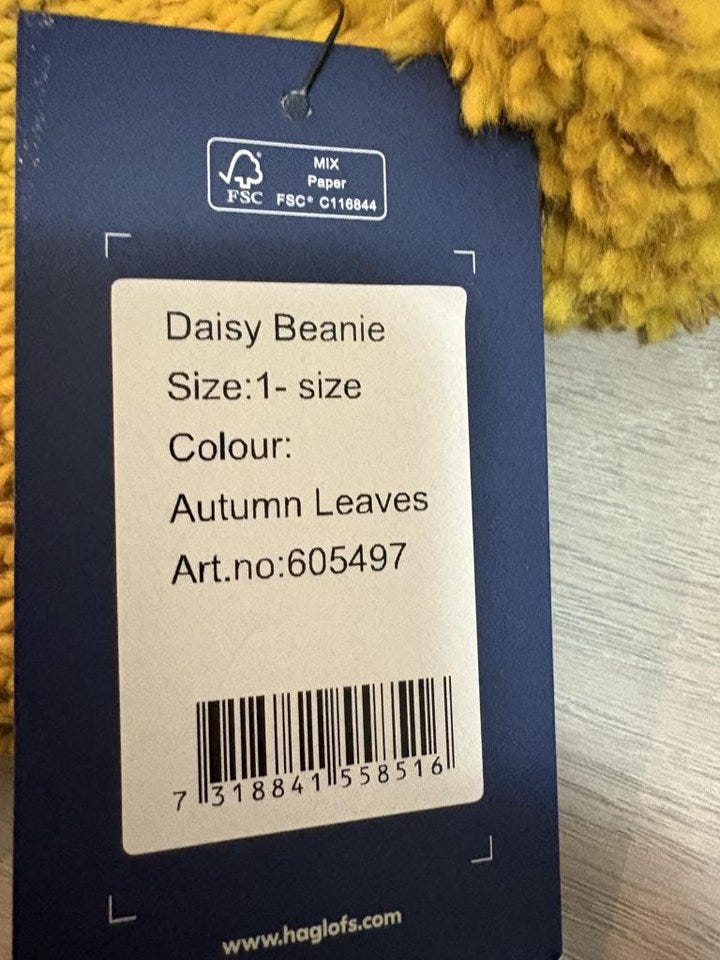 MIX
Paper
FSC FSC® C116844
Daisy Beanie
Size:1- size
Colour:
Autumn Leaves
Art.no:605497
7 318841 558516
www.haglofs.com